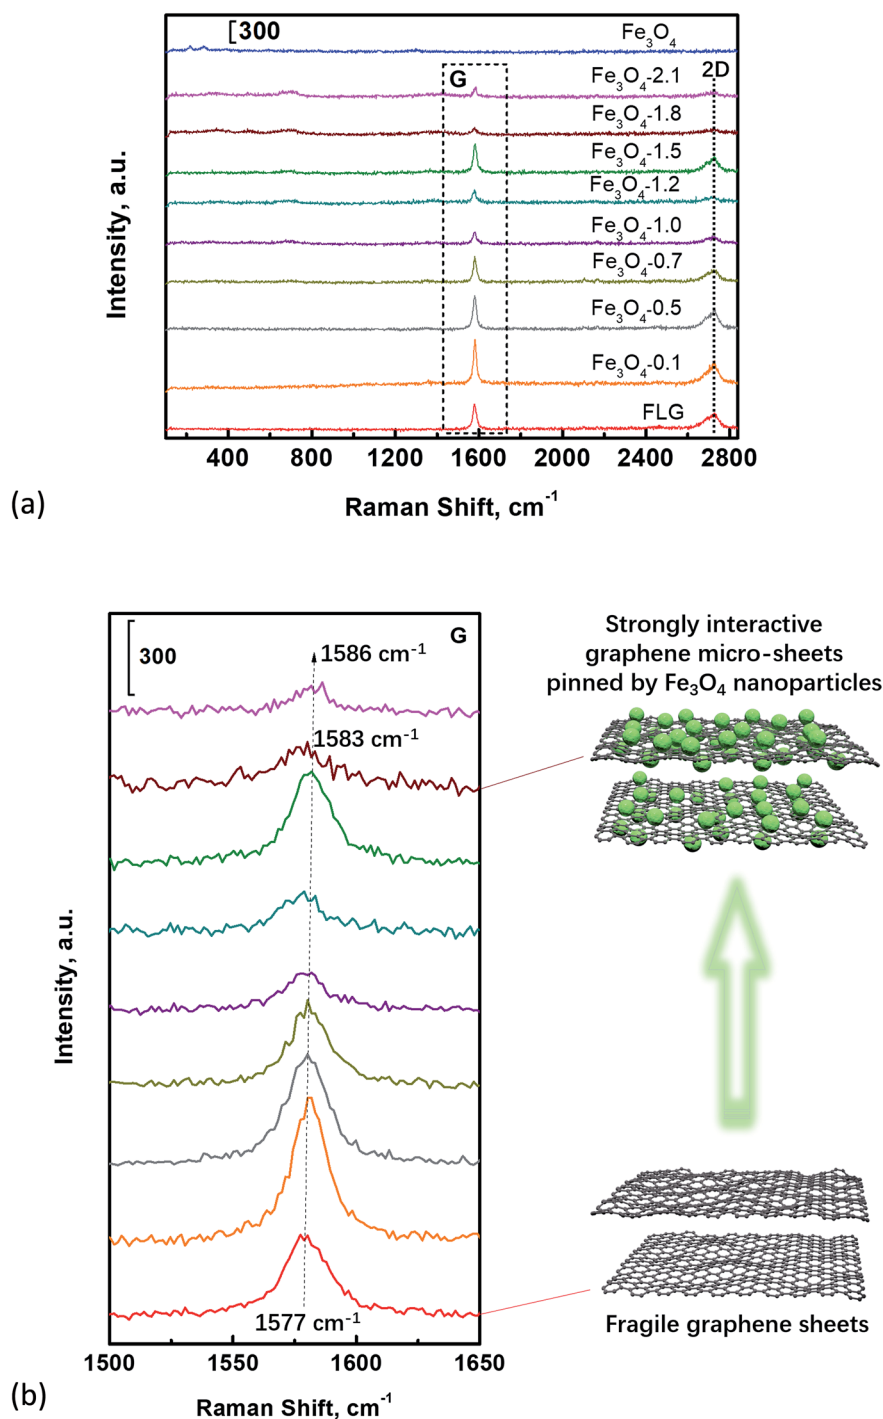 [300
Fe₃O₄
G
2D
Fe₃O₄-2.1
Fe₃O₄-1.8
Fe₃O₄-1.5
Fe₃O₄-1.2
Fe₃O₄-1.0
Fe₃O₄-0.7
Fe₃O₄-0.5
Fe₃O₄-0.1
FLG
Intensity, a.u.
400 800 1200 1600 2000 2400 2800
Raman Shift, cm⁻¹
(a)
300
G
1586 cm⁻¹
1583 cm⁻¹
1577 cm⁻¹
Intensity, a.u.
1500 1550 1600 1650
Raman Shift, cm⁻¹
(b)
Strongly interactive
graphene micro-sheets
pinned by Fe₃O₄ nanoparticles
Fragile graphene sheets